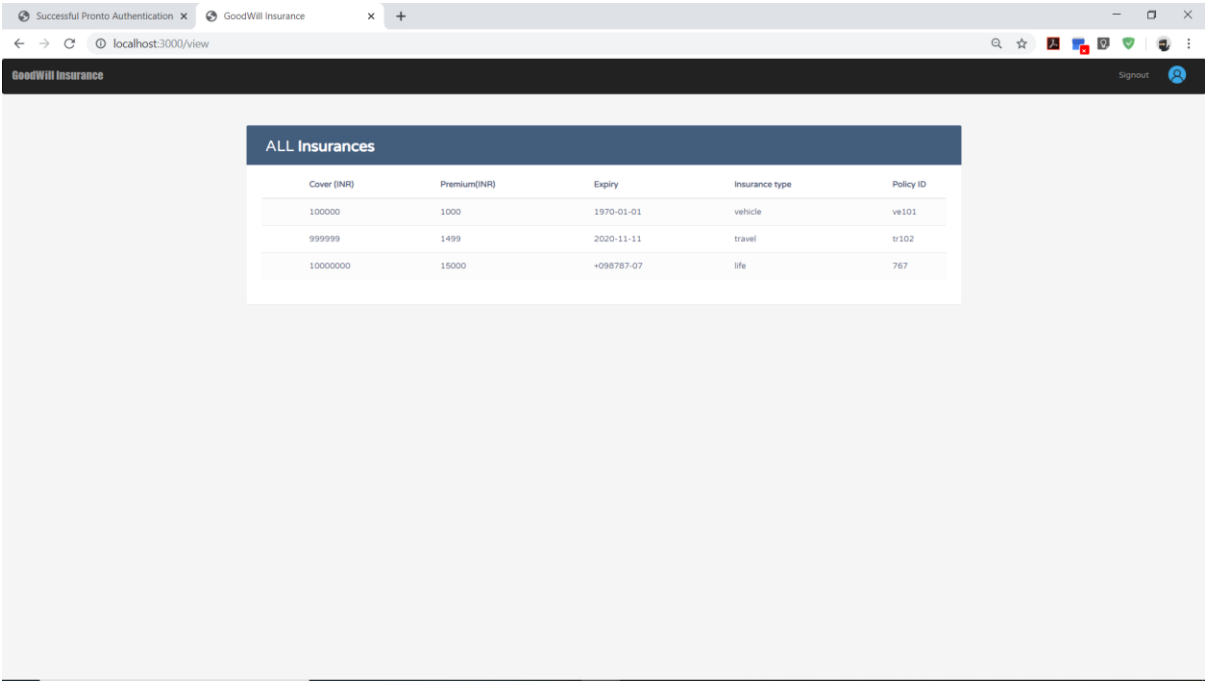 Successful Pronto Authentication
GoodWill Insurance
localhost:3000/view
GoodWill Insurance
Signout
ALL Insurances
Cover (INR) Premium(INR) Expiry Insurance type Policy ID
100000 1000 1970-01-01 vehicle ve101
999999 1499 2020-11-11 travel tr102
10000000 15000 +098787-07 life 767